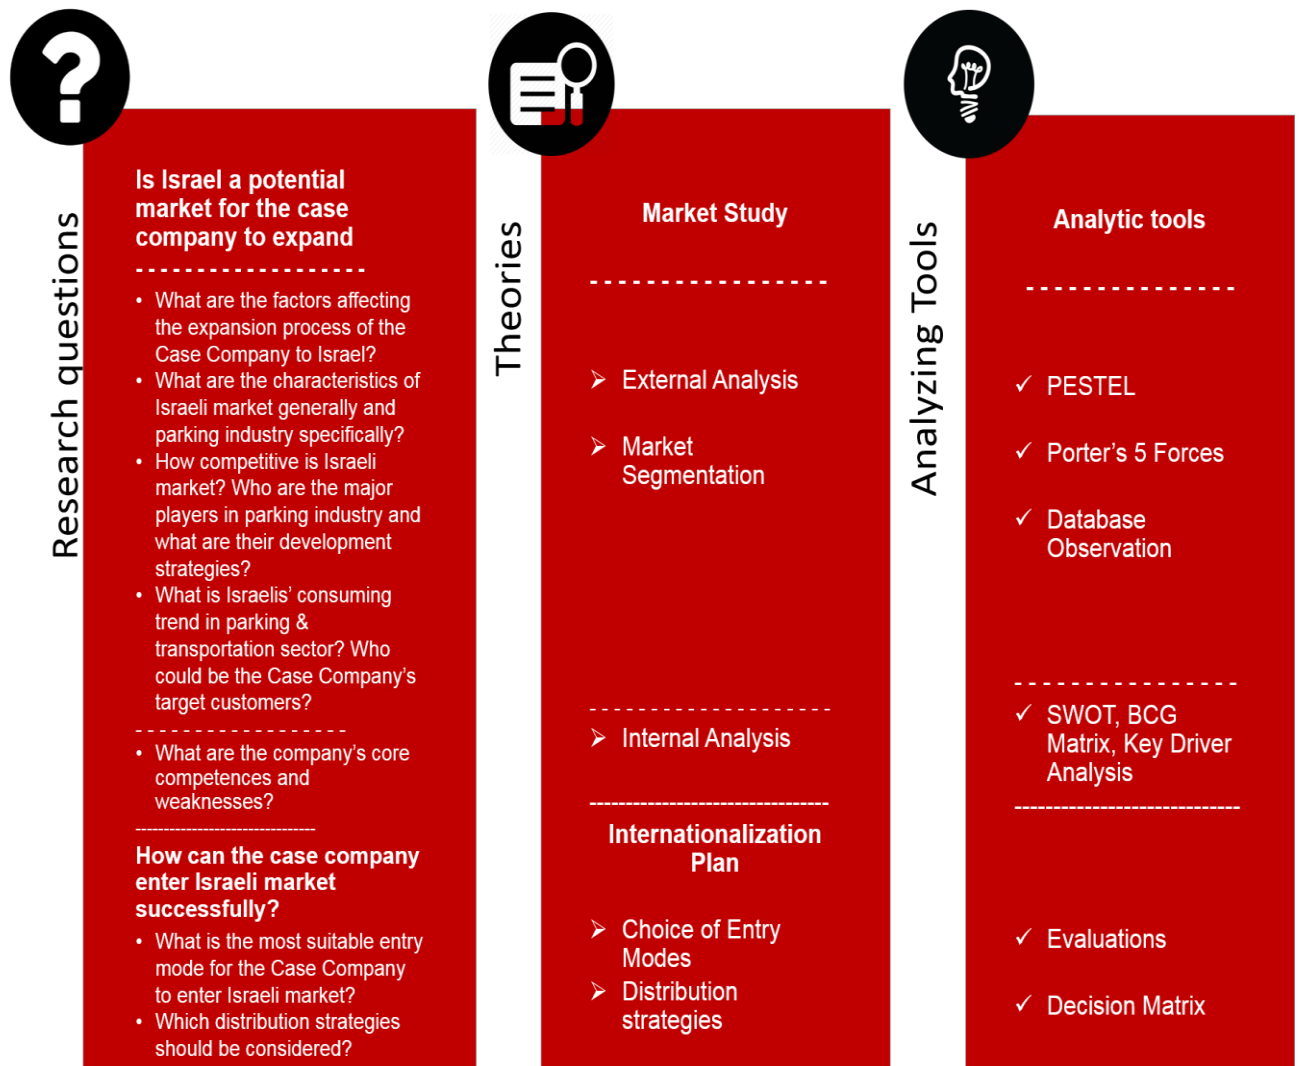 Research questions
Is Israel a potential
market for the case
company to expand
- - - - - - - - - - - - - - - - - - -
• What are the factors affecting
the expansion process of the
Case Company to Israel?
• What are the characteristics of
Israeli market generally and
parking industry specifically?
• How competitive is Israeli
market? Who are the major
players in parking industry and
what are their development
strategies?
• What is Israelis’ consuming
trend in parking &
transportation sector? Who
could be the Case Company’s
target customers?
- - - - - - - - - - - - - - - - - -
• What are the company’s core
competences and
weaknesses?
-------------------------------
How can the case company
enter Israeli market
successfully?
• What is the most suitable entry
mode for the Case Company
to enter Israeli market?
• Which distribution strategies
should be considered?
Theories
Market Study
- - - - - - - - - - - - - - - - -
➢ External Analysis
➢ Market
Segmentation
- - - - - - - - - - - - - - - - - - - -
➢ Internal Analysis
---------------------------------
Internationalization
Plan
➢ Choice of Entry
Modes
➢ Distribution
strategies
Analyzing Tools
Analytic tools
- - - - - - - - - - - - - - -
✓ PESTEL
✓ Porter’s 5 Forces
✓ Database
Observation
- - - - - - - - - - - - - - - -
✓ SWOT, BCG
Matrix, Key Driver
Analysis
-----------------------------
✓ Evaluations
✓ Decision Matrix